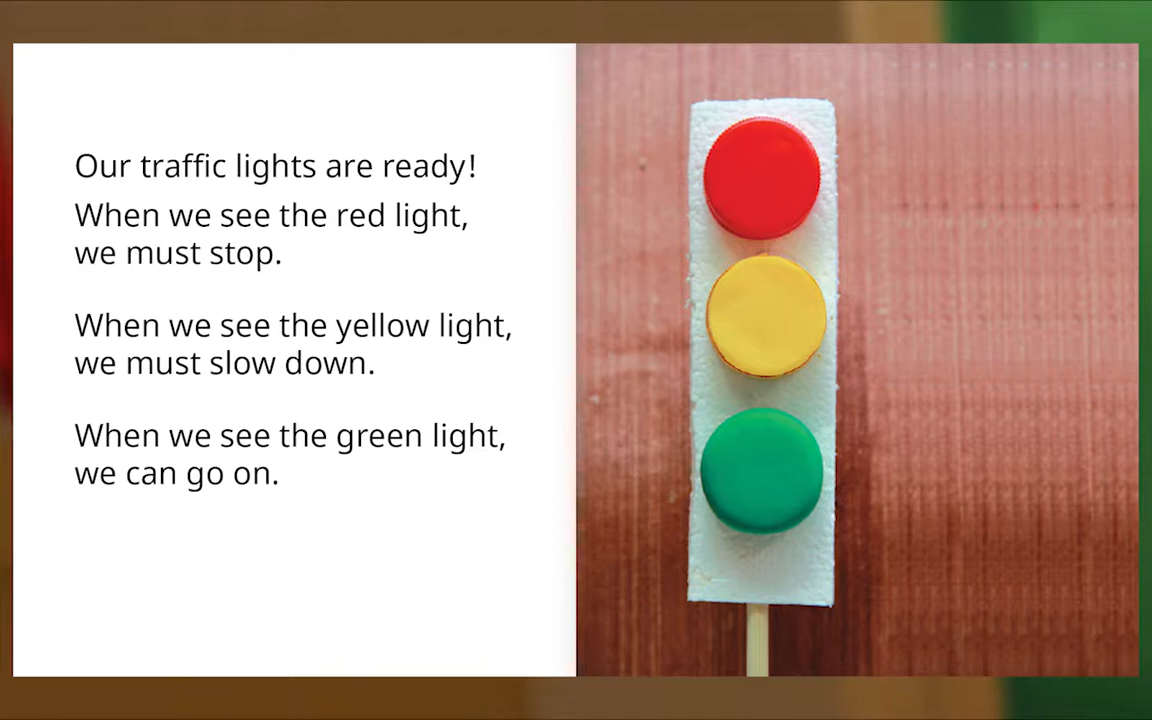 Our traffic lights are ready!
When we see the red light,
we must stop.
When we see the yellow light,
we must slow down.
When we see the green light,
we can go on.